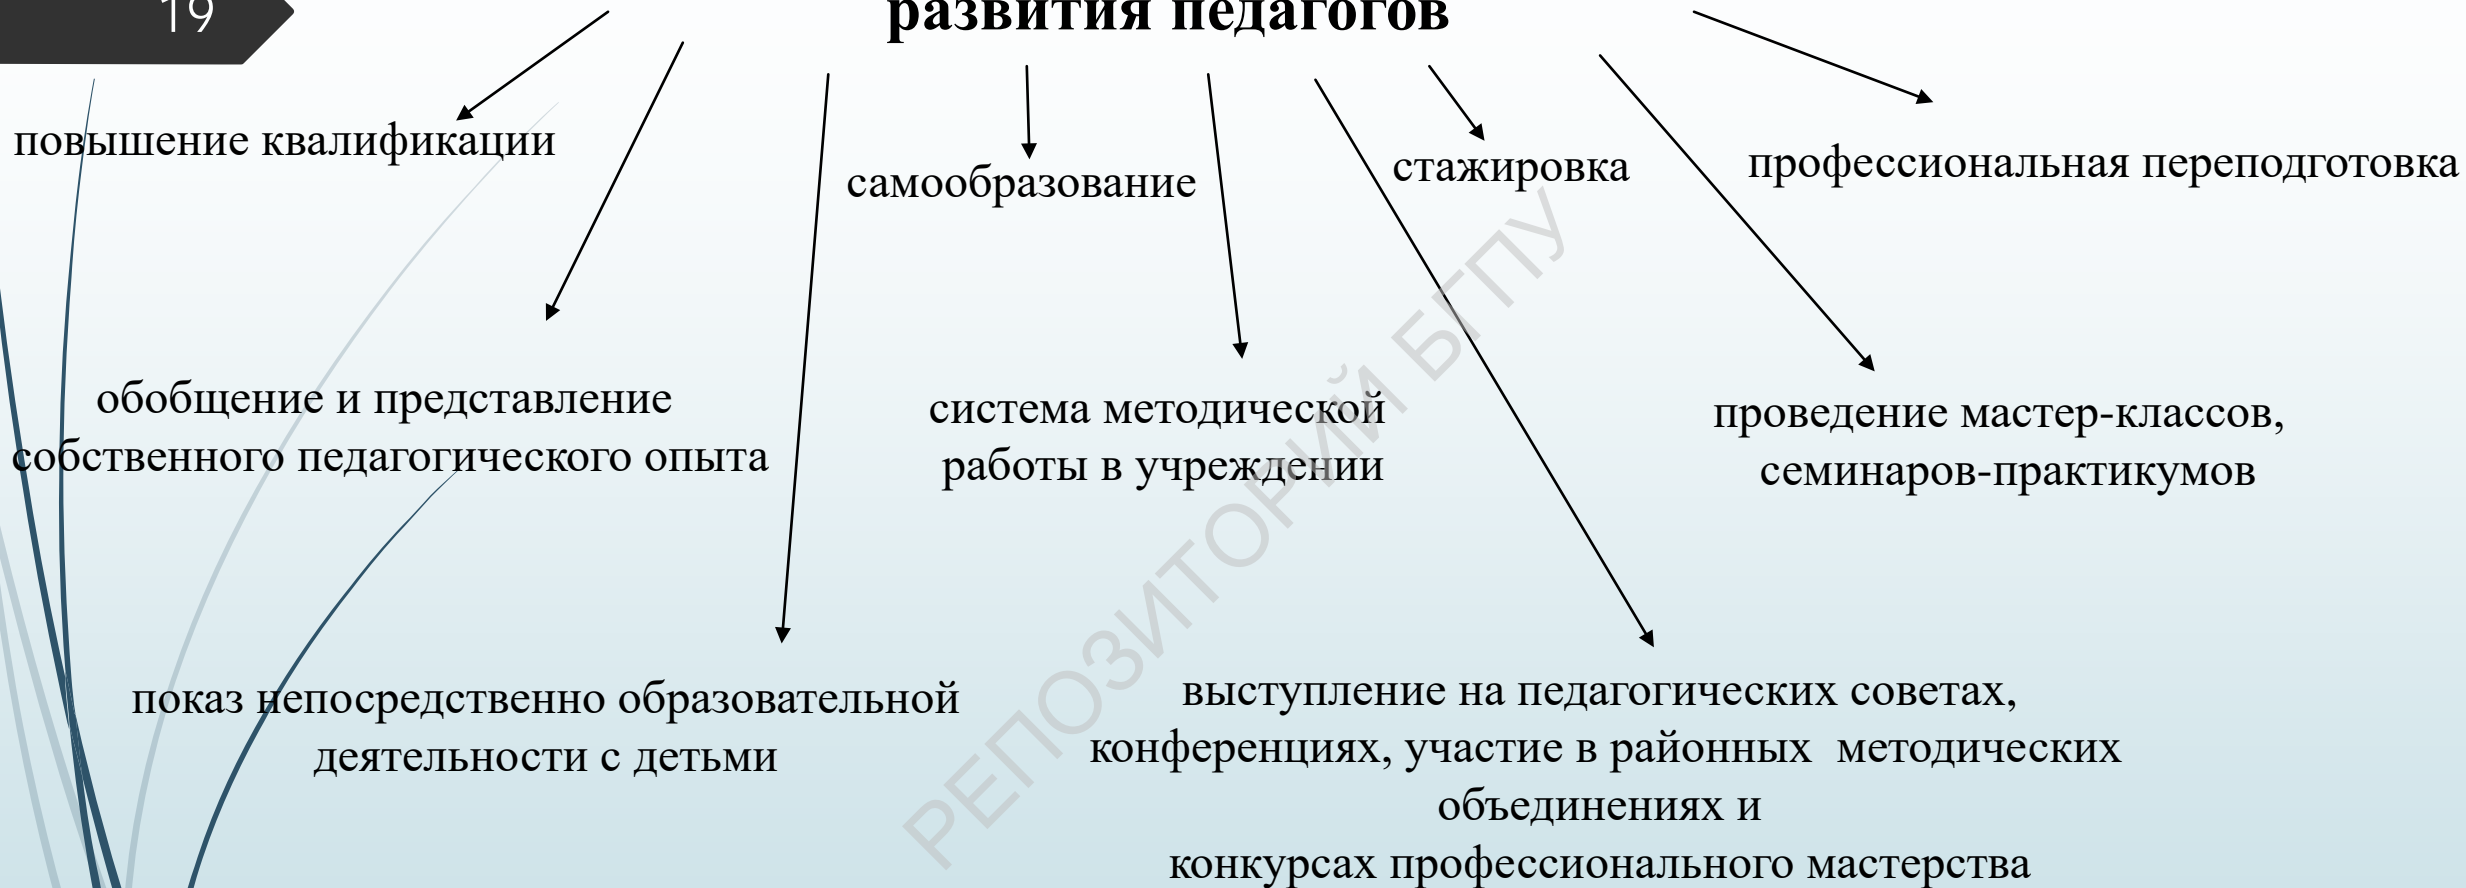 19
развития педагогов
повышение квалификации
самообразование
стажировка
профессиональная переподготовка
обобщение и представление
собственного педагогического опыта
система методической
работы в учреждении
проведение мастер-классов,
семинаров-практикумов
показ непосредственно образовательной
деятельности с детьми
выступление на педагогических советах,
конференциях, участие в районных методических
объединениях и
конкурсах профессионального мастерства
РЕПОЗИТОРИЙ БГПУ